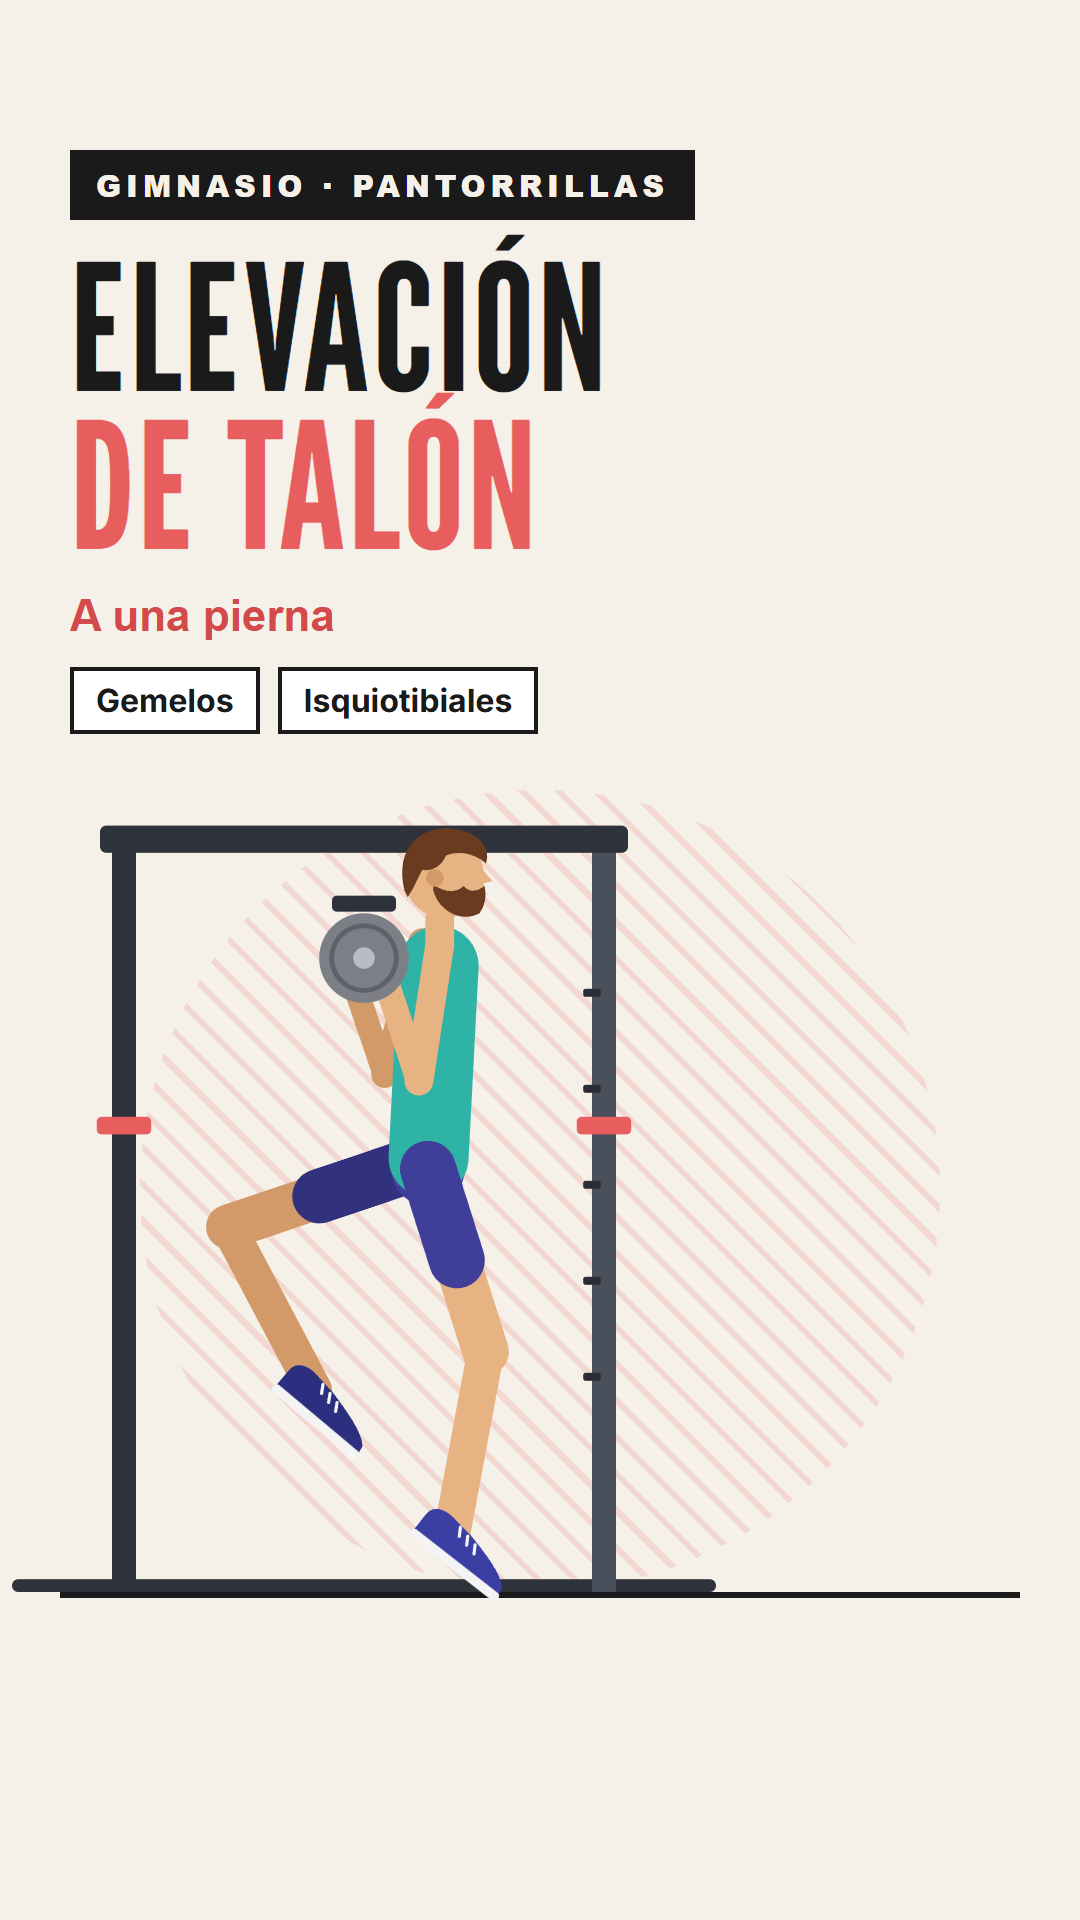 GIMNASIO · PANTORRILLAS
ELEVACIÓN
DE TALÓN
A una pierna
Gemelos
Isquiotibiales